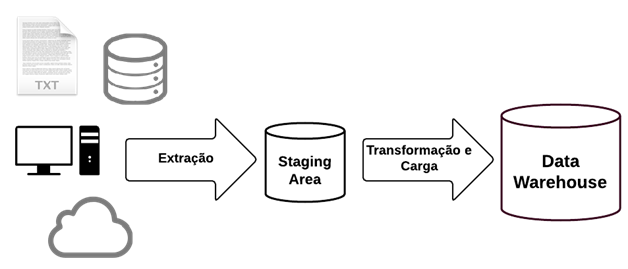 TXT
Extração
Staging
Area
Transformação e
Carga
Data
Warehouse